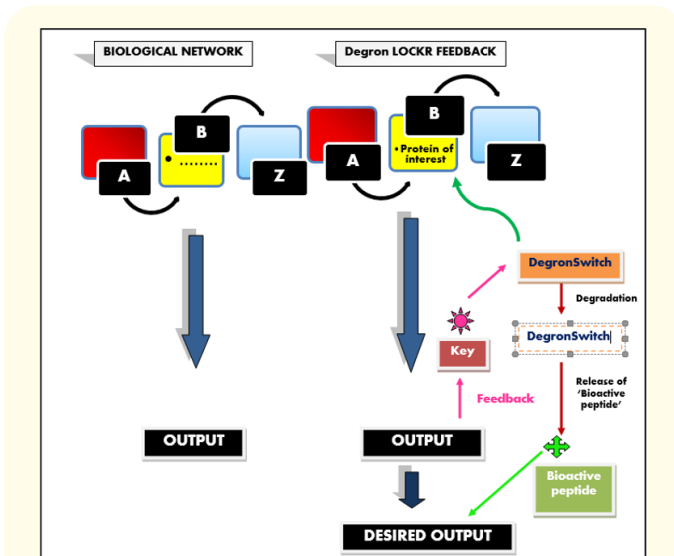 BIOLOGICAL NETWORK
Degron LOCKR FEEDBACK
B
• ........
A
Z
B
• Protein of
interest
A
Z
DegronSwitch
Degradation
DegronSwitch
Key
Release of
'Bioactive
peptide'
Feedback
OUTPUT
OUTPUT
Bioactive
peptide
DESIRED OUTPUT